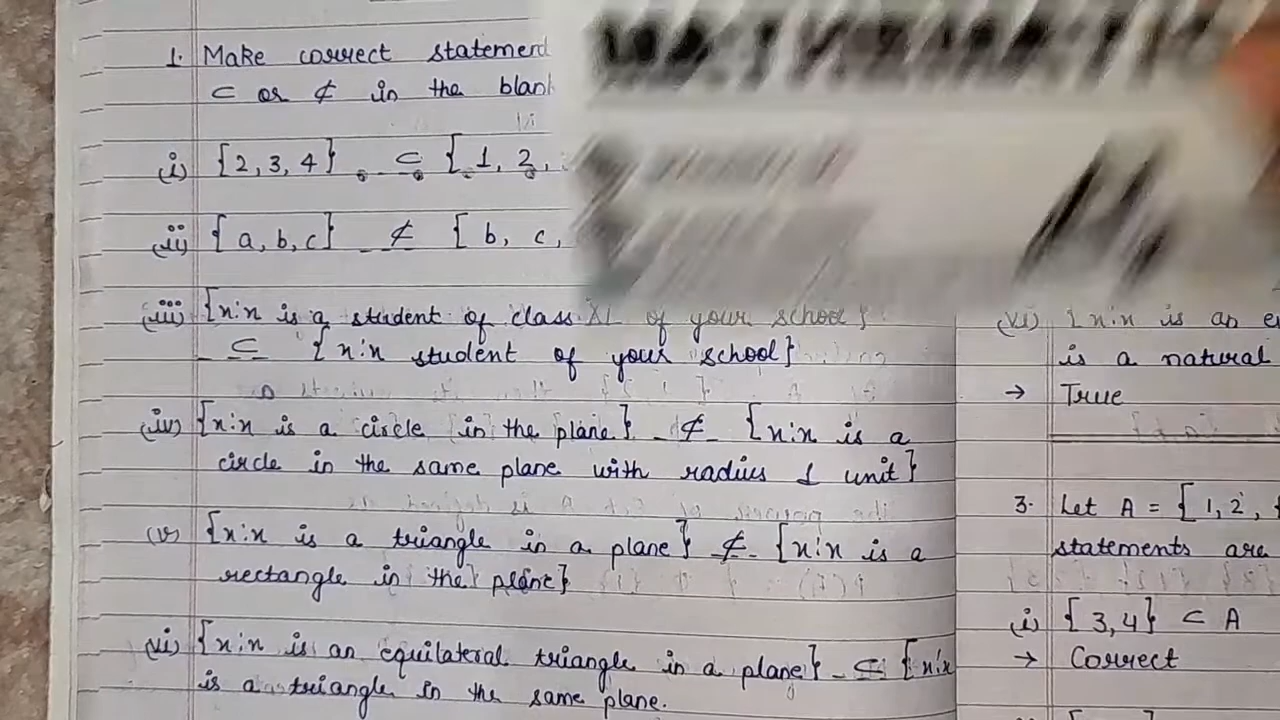 1. Make correct statement
⊂ or ⊄ in the blank
(i) {2, 3, 4} ⊂ { 1, 2,
(ii) { a, b, c} ⊄ { b, c,
(iii) {x:x is a student of class XI of your school}
⊂ {x:x student of your school}
(iv) {x:x is a circle in the plane} ⊄ {x:x is a
circle in the same plane with radius 1 unit}
(v) {x:x is a triangle in a plane} ⊄ {x:x is a
rectangle in the plane}
(vi) {x:x is an equilateral triangle in a plane} ⊂ {x:x
is a triangle in the same plane.
(vi) {x:x is an
is a natural
→ True
3. Let A = { 1, 2,
statements are
(i) { 3, 4} ⊂ A
→ Correct